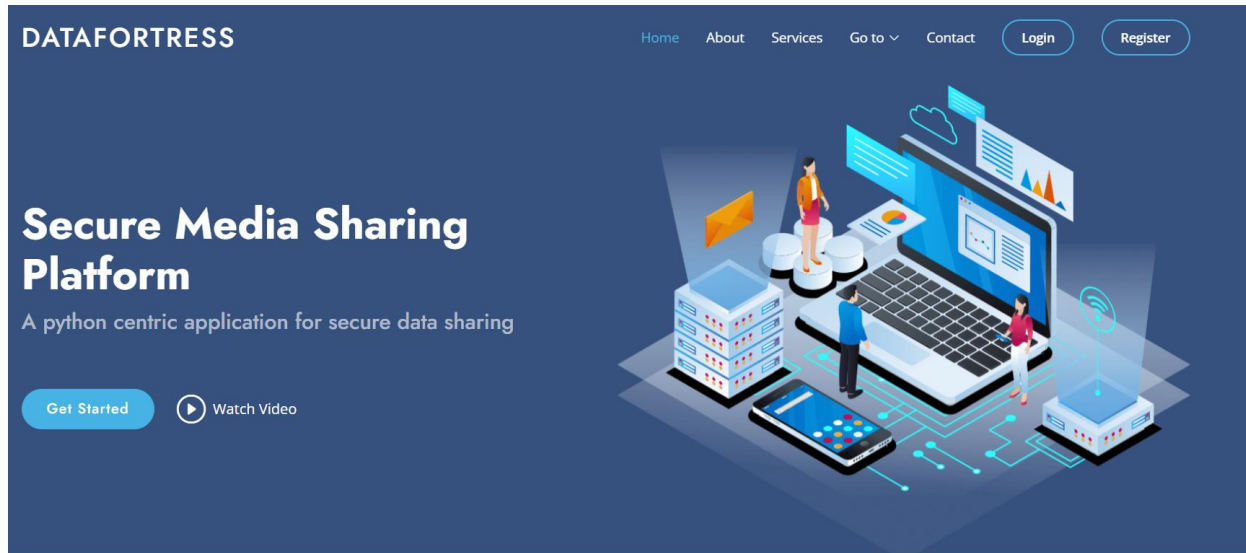 DATAFORTRESS
Home About Services Go to Contact Login Register
Secure Media Sharing
Platform
A python centric application for secure data sharing
Get Started Watch Video